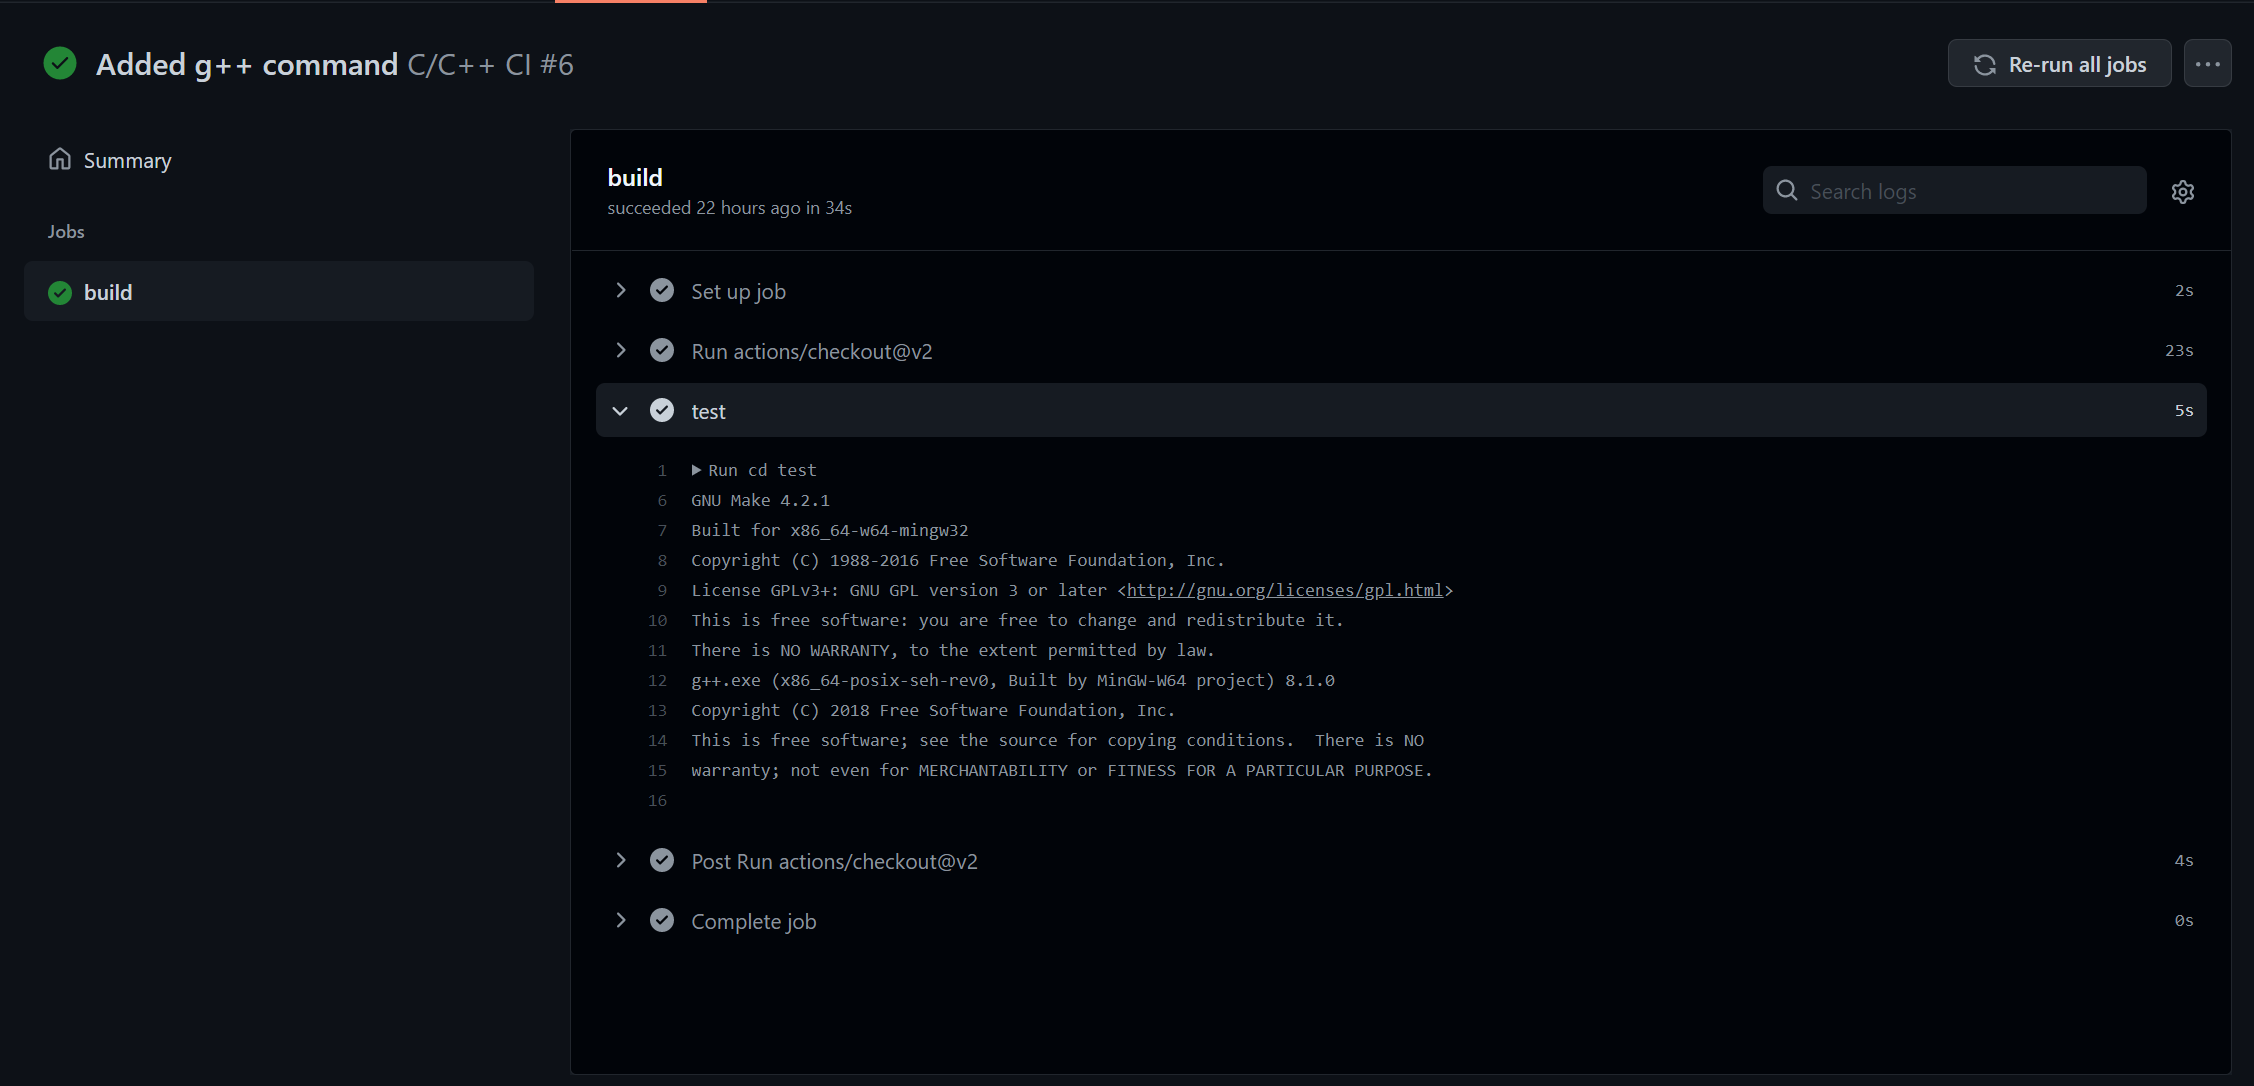 Added g++ command C/C++ CI #6
Re-run all jobs
Summary
Jobs
build
build
succeeded 22 hours ago in 34s
Search logs
Set up job 2s
Run actions/checkout@v2 23s
test 5s
1 Run cd test
6 GNU Make 4.2.1
7 Built for x86_64-w64-mingw32
8 Copyright (C) 1988-2016 Free Software Foundation, Inc.
9 License GPLv3+: GNU GPL version 3 or later <http://gnu.org/licenses/gpl.html>
10 This is free software: you are free to change and redistribute it.
11 There is NO WARRANTY, to the extent permitted by law.
12 g++.exe (x86_64-posix-seh-rev0, Built by MinGW-W64 project) 8.1.0
13 Copyright (C) 2018 Free Software Foundation, Inc.
14 This is free software; see the source for copying conditions.  There is NO
15 warranty; not even for MERCHANTABILITY or FITNESS FOR A PARTICULAR PURPOSE.
16
Post Run actions/checkout@v2 4s
Complete job 0s